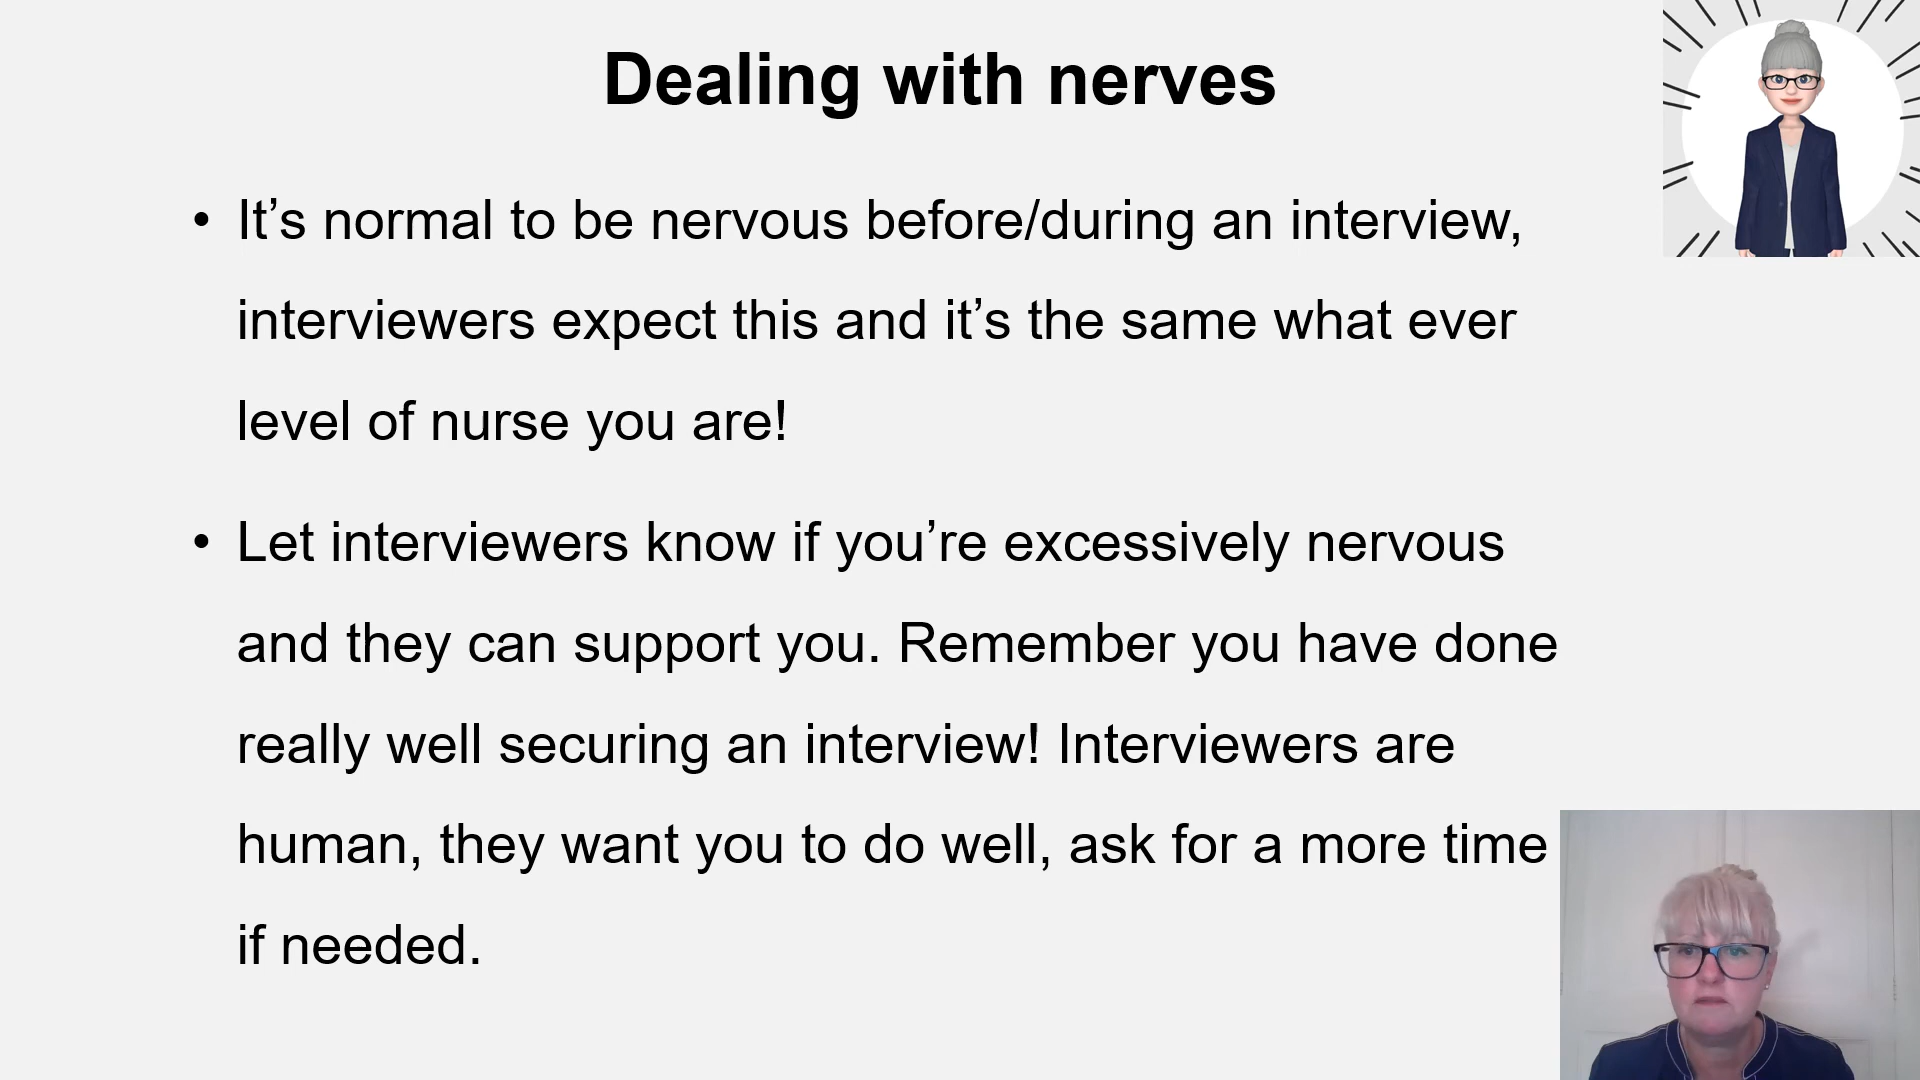 Dealing with nerves
• It’s normal to be nervous before/during an interview,
interviewers expect this and it’s the same what ever
level of nurse you are!
• Let interviewers know if you’re excessively nervous
and they can support you. Remember you have done
really well securing an interview! Interviewers are
human, they want you to do well, ask for a more time
if needed.